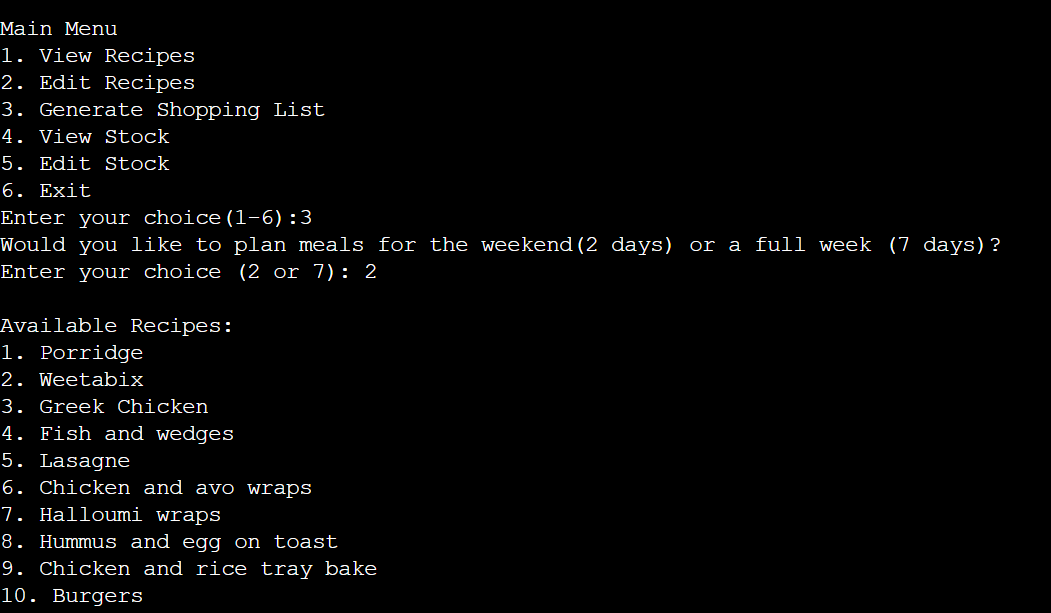 Main Menu
1. View Recipes
2. Edit Recipes
3. Generate Shopping List
4. View Stock
5. Edit Stock
6. Exit
Enter your choice(1-6):3
Would you like to plan meals for the weekend(2 days) or a full week (7 days)?
Enter your choice (2 or 7): 2
Available Recipes:
1. Porridge
2. Weetabix
3. Greek Chicken
4. Fish and wedges
5. Lasagne
6. Chicken and avo wraps
7. Halloumi wraps
8. Hummus and egg on toast
9. Chicken and rice tray bake
10. Burgers